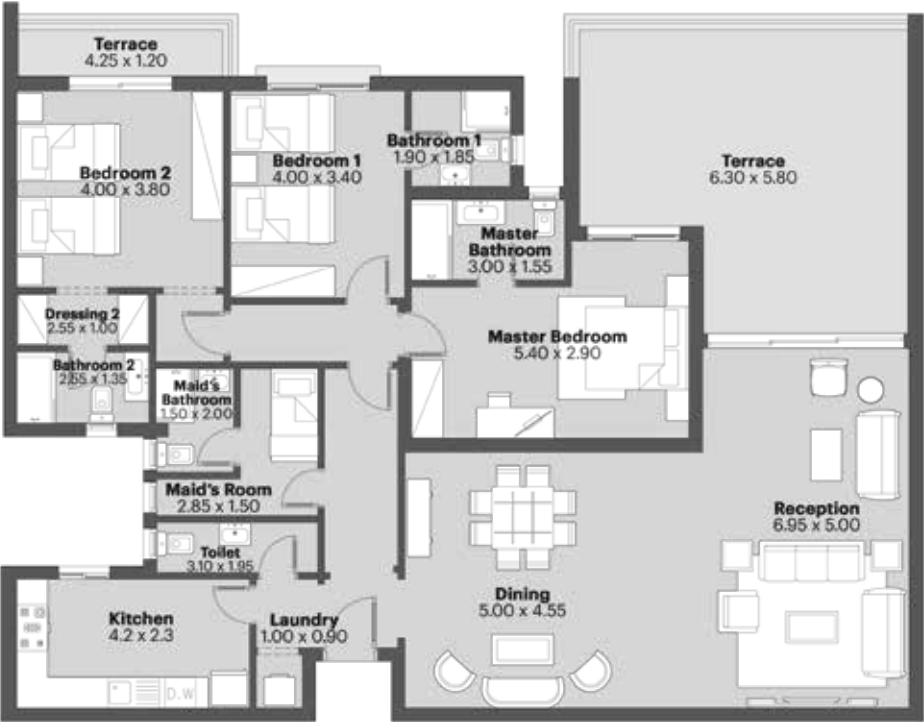 Terrace
4.25 x 1.20
Bedroom 2
4.00 x 3.80
Bedroom 1
4.00 x 3.40
Bathroom 1
1.90 x 1.85
Terrace
6.30 x 5.80
Master
Bathroom
3.00 x 1.55
Dressing 2
2.55 x 1.00
Master Bedroom
5.40 x 2.90
Bathroom 2
2.55 x 1.35
Maid's
Bathroom
1.50 x 2.00
Maid's Room
2.85 x 1.50
Reception
6.95 x 5.00
Toilet
3.10 x 1.95
Dining
5.00 x 4.55
Kitchen
4.2 x 2.3
Laundry
1.00 x 0.90
D.W